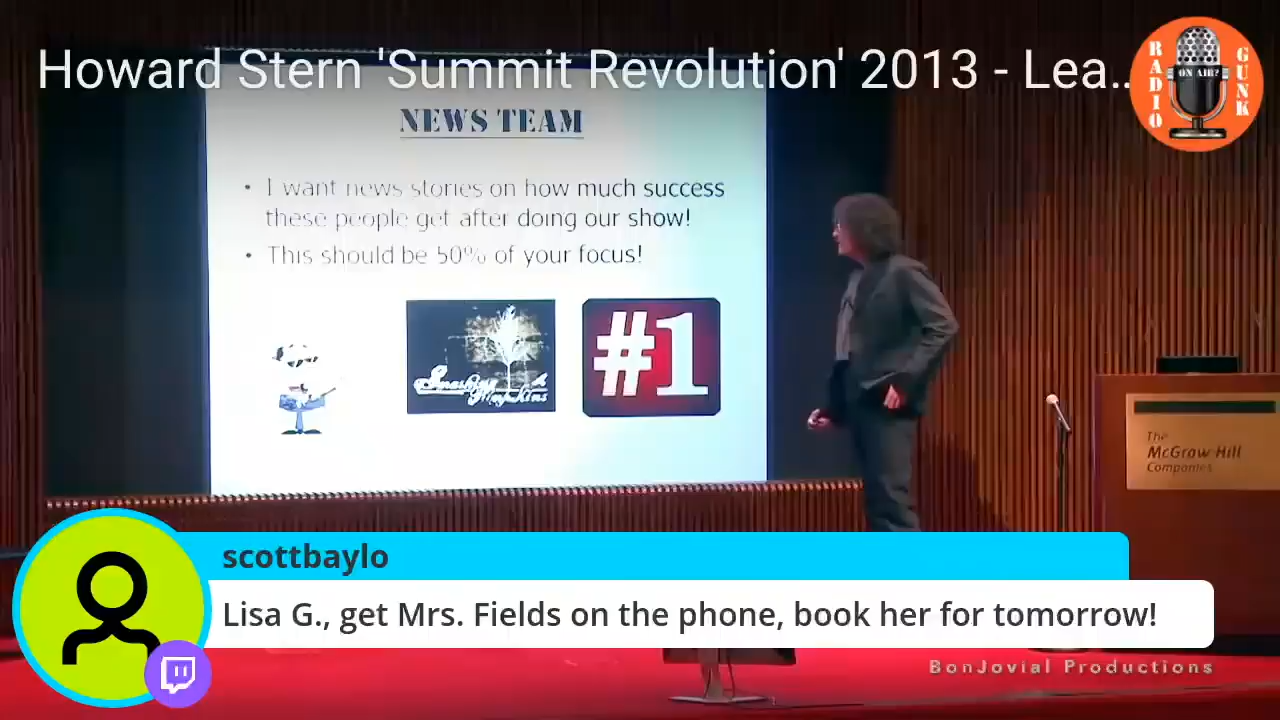 Howard Stern 'Summit Revolution' 2013 - Lea..
RADIO
ON AIR?
GUNK
NEWS TEAM
• I want news stories on how much success
these people get after doing our show!
• This should be 50% of your focus!
Smashing
Pumpkins
#1
The
McGraw-Hill
Companies
scottbaylo
Lisa G., get Mrs. Fields on the phone, book her for tomorrow!
BonJovial Productions